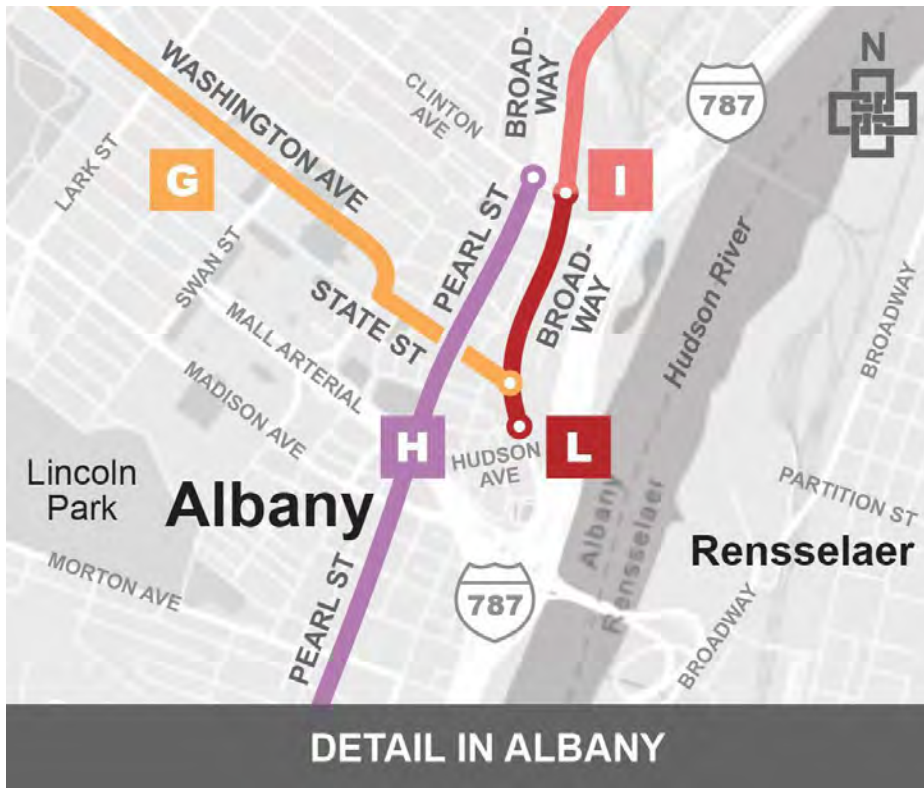 WASHINGTON AVE
BROAD-
WAY
N
787
CLINTON
AVE
LARK ST
G
I
PEARL ST
SWAN ST
BROAD-
WAY
Hudson River
STATE ST
MALL ARTERIAL
BROADWAY
MADISON AVE
H
HUDSON
AVE
L
Lincoln
Park
Albany
Albany
Rensselaer
PARTITION ST
Rensselaer
MORTON AVE
PEARL ST
787
BROADWAY
DETAIL IN ALBANY